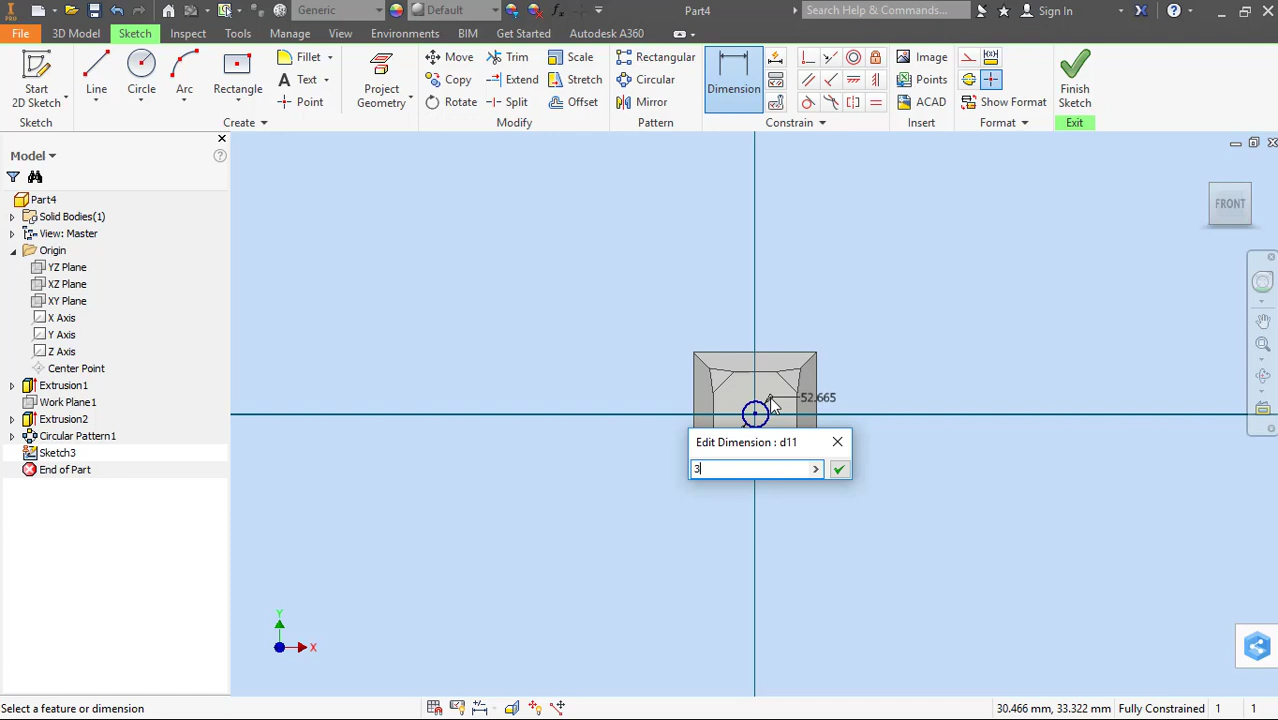 PRO
Generic
Default
fx
Part4
Search Help & Commands...
Sign In
File
3D Model
Sketch
Inspect
Tools
Manage
View
Environments
BIM
Get Started
Autodesk A360
Start
2D Sketch
Line
Circle
Arc
Rectangle
Fillet
Text
Point
Project
Geometry
Move
Copy
Rotate
Trim
Extend
Split
Scale
Stretch
Offset
Rectangular
Circular
Mirror
Dimension
Image
Points
ACAD
Show Format
Finish
Sketch
Sketch
Create
Modify
Pattern
Constrain
Insert
Format
Exit
Model
Part4
Solid Bodies(1)
View: Master
Origin
YZ Plane
XZ Plane
XY Plane
X Axis
Y Axis
Z Axis
Center Point
Extrusion1
Work Plane1
Extrusion2
Circular Pattern1
Sketch3
End of Part
FRONT
52.665
Edit Dimension : d11
3
Y
X
Select a feature or dimension
30.466 mm, 33.322 mm
Fully Constrained
1
1